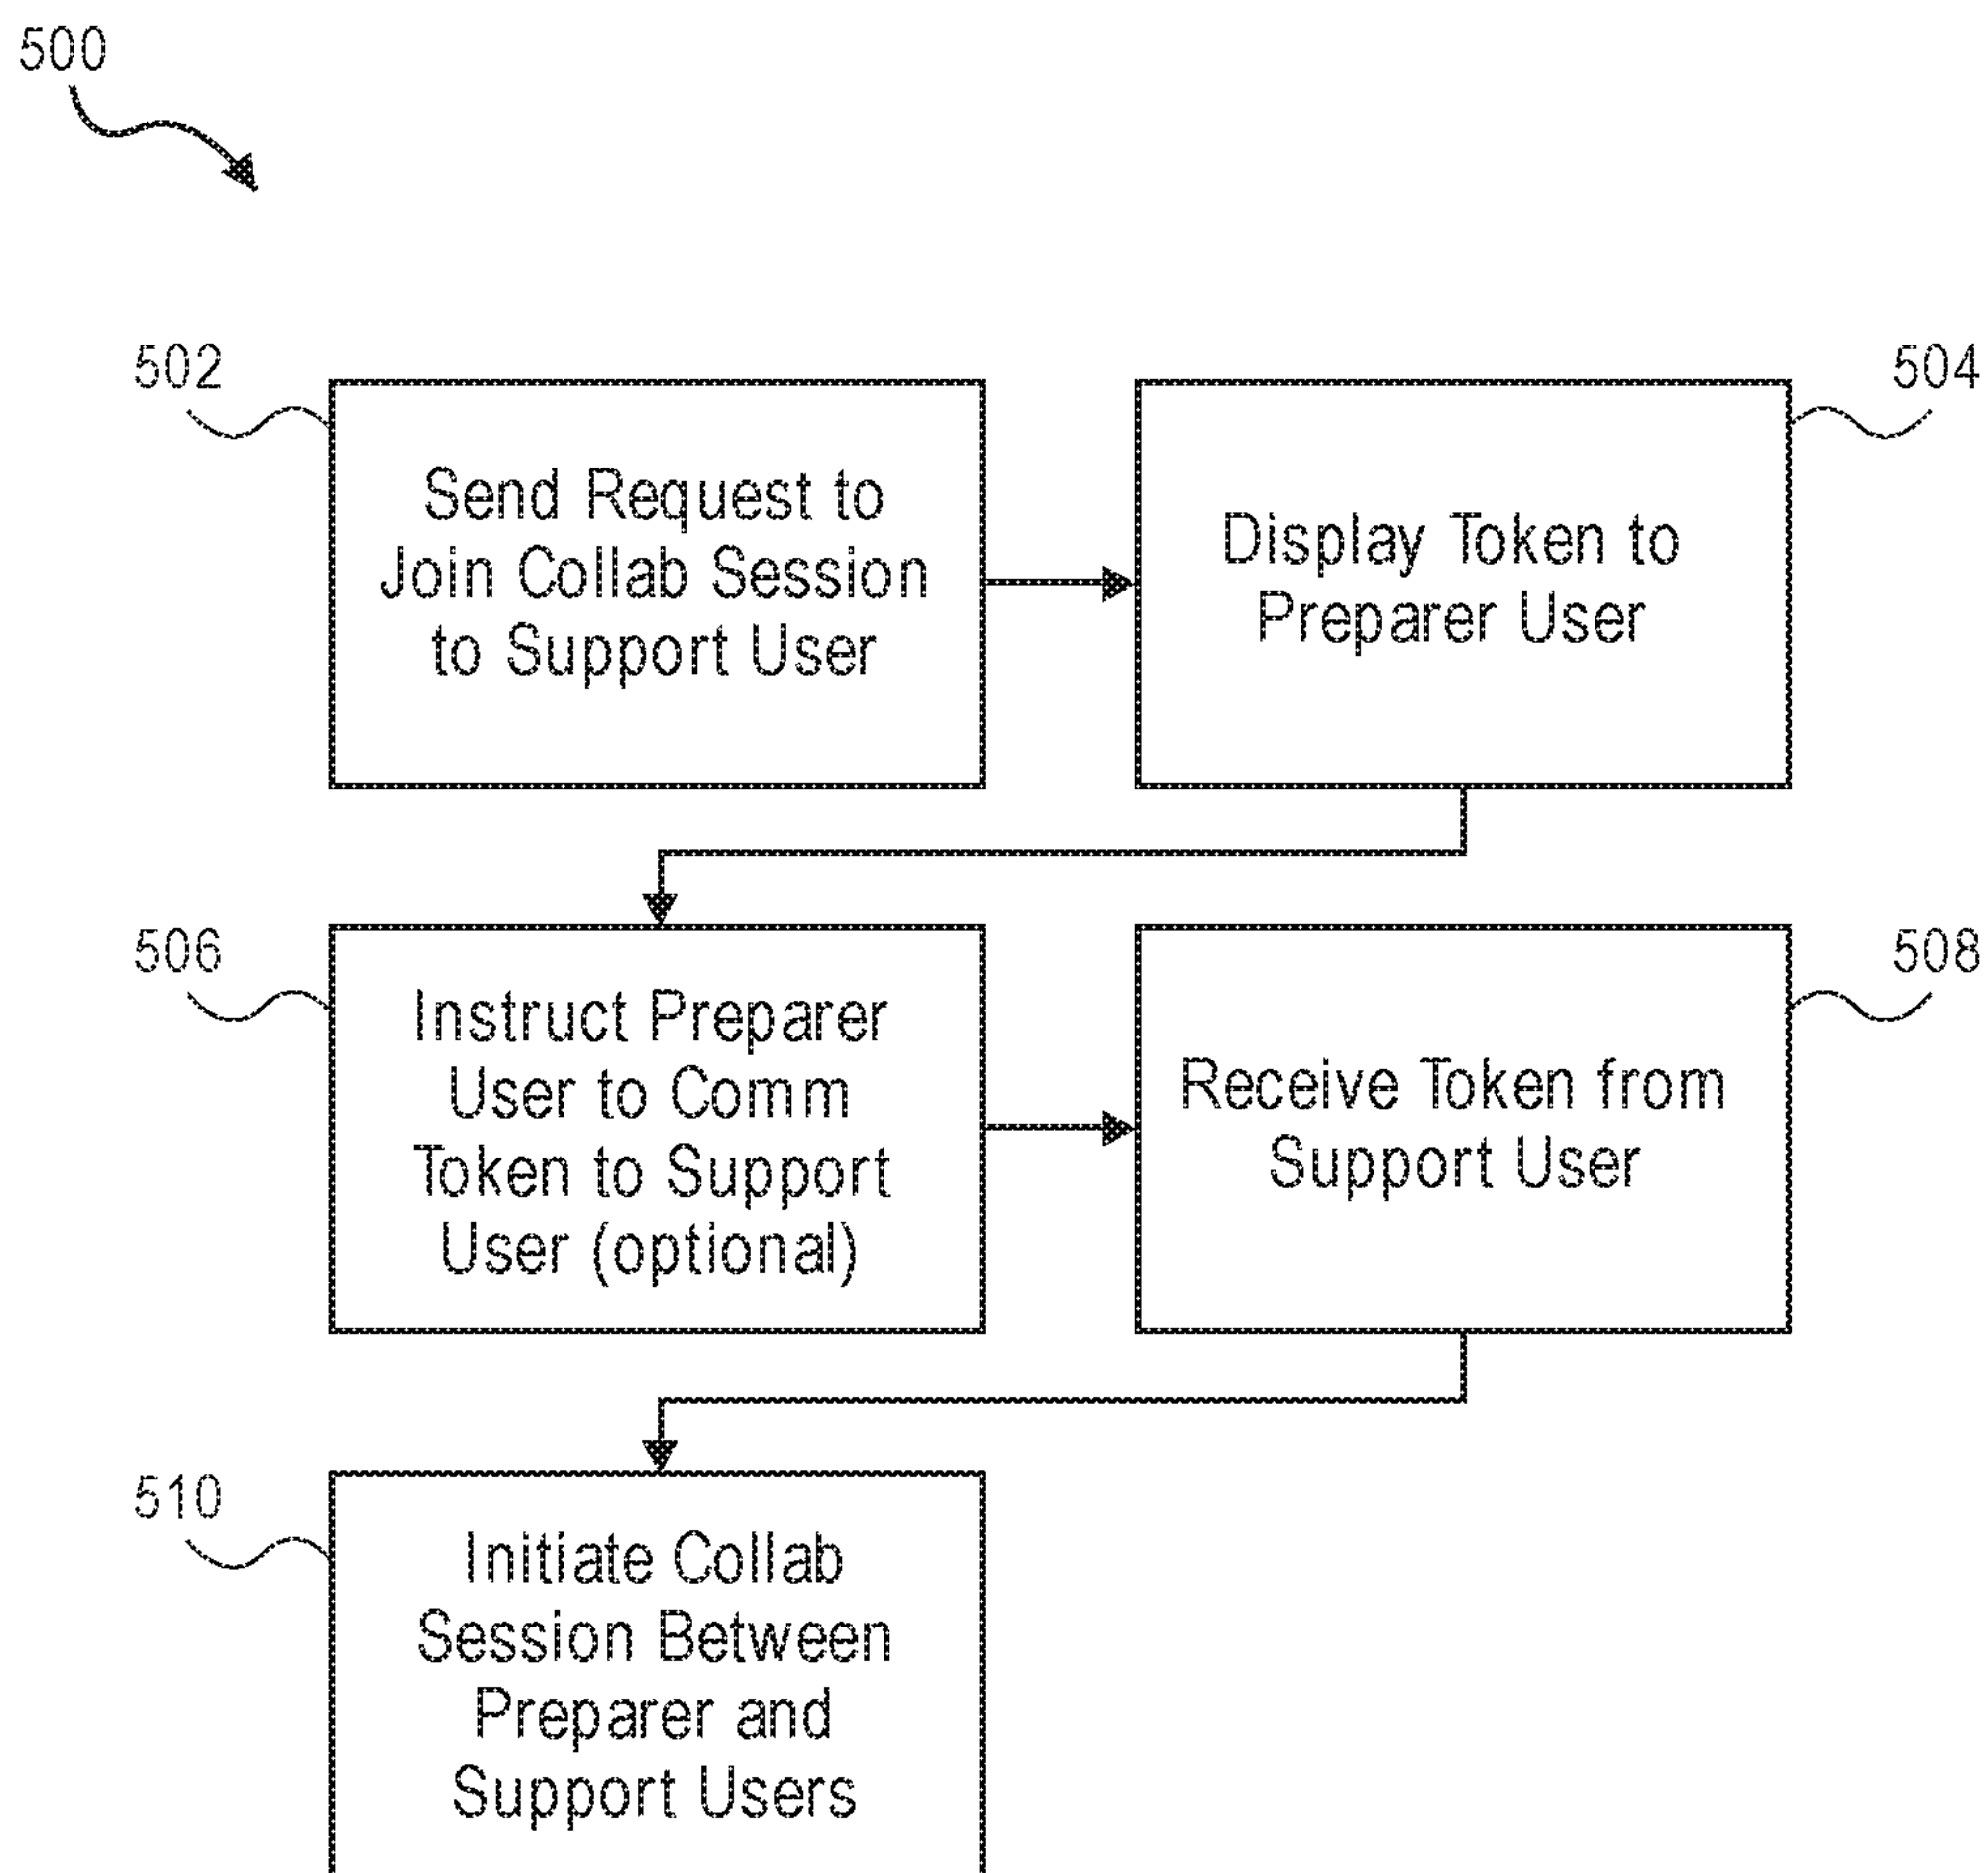 500
502
Send Request to
Join Collab Session
to Support User
504
Display Token to
Preparer User
506
Instruct Preparer
User to Comm
Token to Support
User (optional)
508
Receive Token from
Support User
510
Initiate Collab
Session Between
Preparer and
Support Users